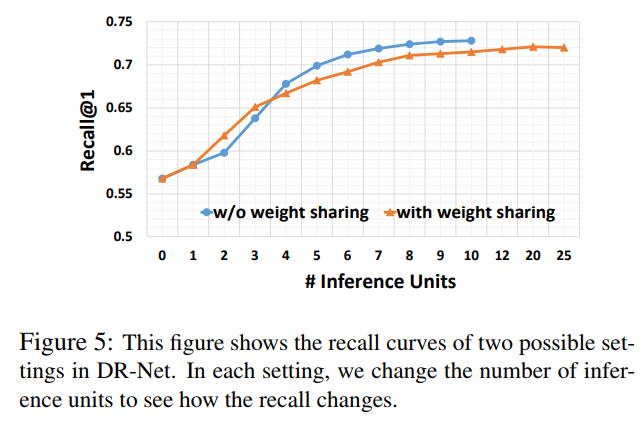 0.75
0.7
0.65
0.6
0.55
0.5
Recall@1
w/o weight sharing with weight sharing
0 1 2 3 4 5 6 7 8 9 10 12 20 25
# Inference Units
Figure 5: This figure shows the recall curves of two possible set-
tings in DR-Net. In each setting, we change the number of infer-
ence units to see how the recall changes.